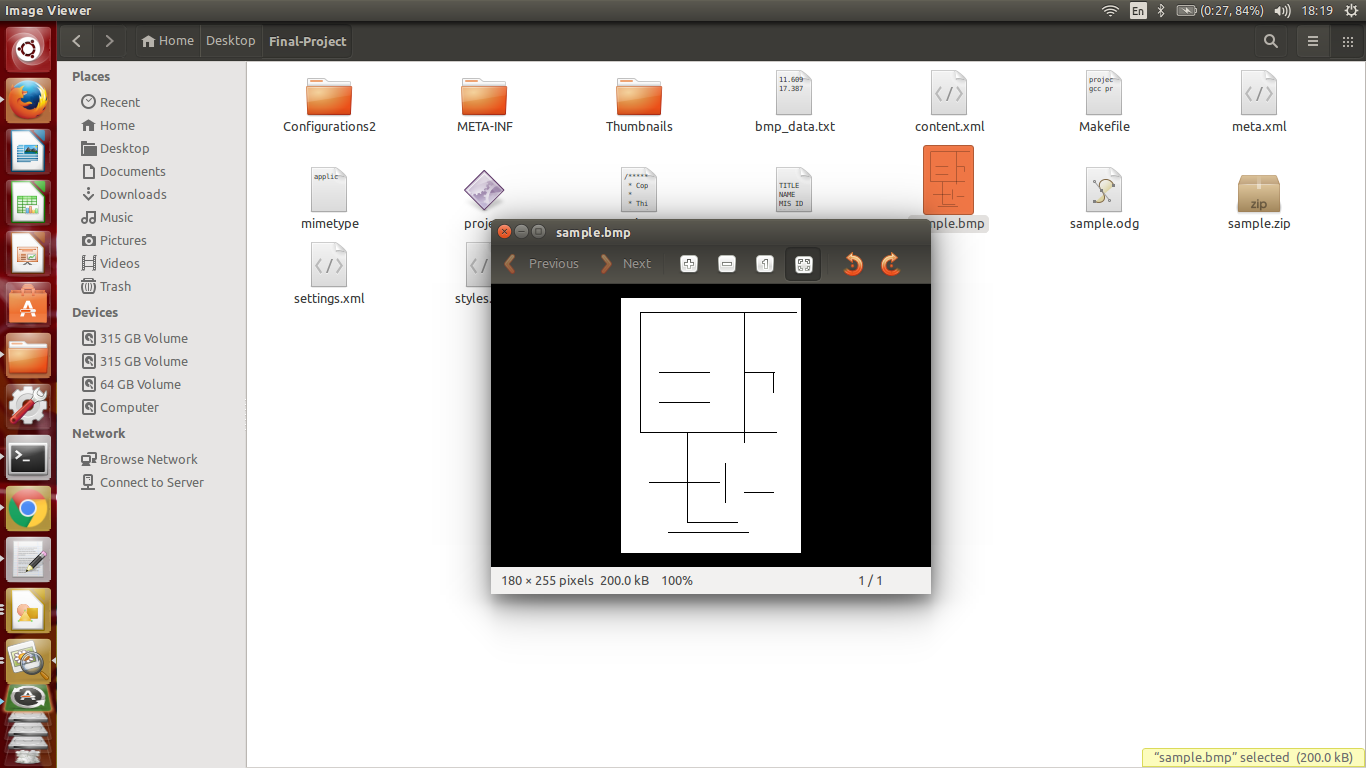 Image Viewer
En
(0:27, 84%)
18:19
Home
Desktop
Final-Project
Places
Recent
Home
Desktop
Documents
Downloads
Music
Pictures
Videos
Trash
Devices
315 GB Volume
315 GB Volume
64 GB Volume
Computer
Network
Browse Network
Connect to Server
Configurations2
META-INF
Thumbnails
11.609
17.387
bmp_data.txt
content.xml
projec
gcc pr
Makefile
meta.xml
applic
mimetype
proje
/*****
* Cop
*
* Thi
TITLE
NAME
MIS ID
mple.bmp
sample.odg
zip
sample.zip
settings.xml
styles.
sample.bmp
Previous
Next
1
180 × 255 pixels 200.0 kB 100%
1 / 1
“sample.bmp” selected (200.0 kB)